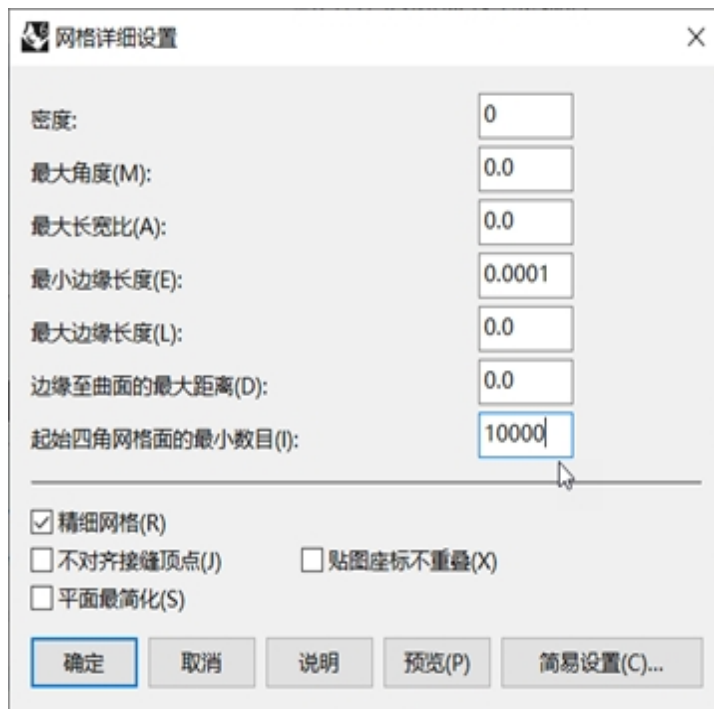 网格详细设置
密度: 0
最大角度(M): 0.0
最大长宽比(A): 0.0
最小边缘长度(E): 0.0001
最大边缘长度(L): 0.0
边缘至曲面的最大距离(D): 0.0
起始四角网格面的最小数目(I): 10000
精细网格(R)
不对齐接缝顶点(J) 贴图座标不重叠(X)
平面最简化(S)
确定 取消 说明 预览(P) 简易设置(C)...